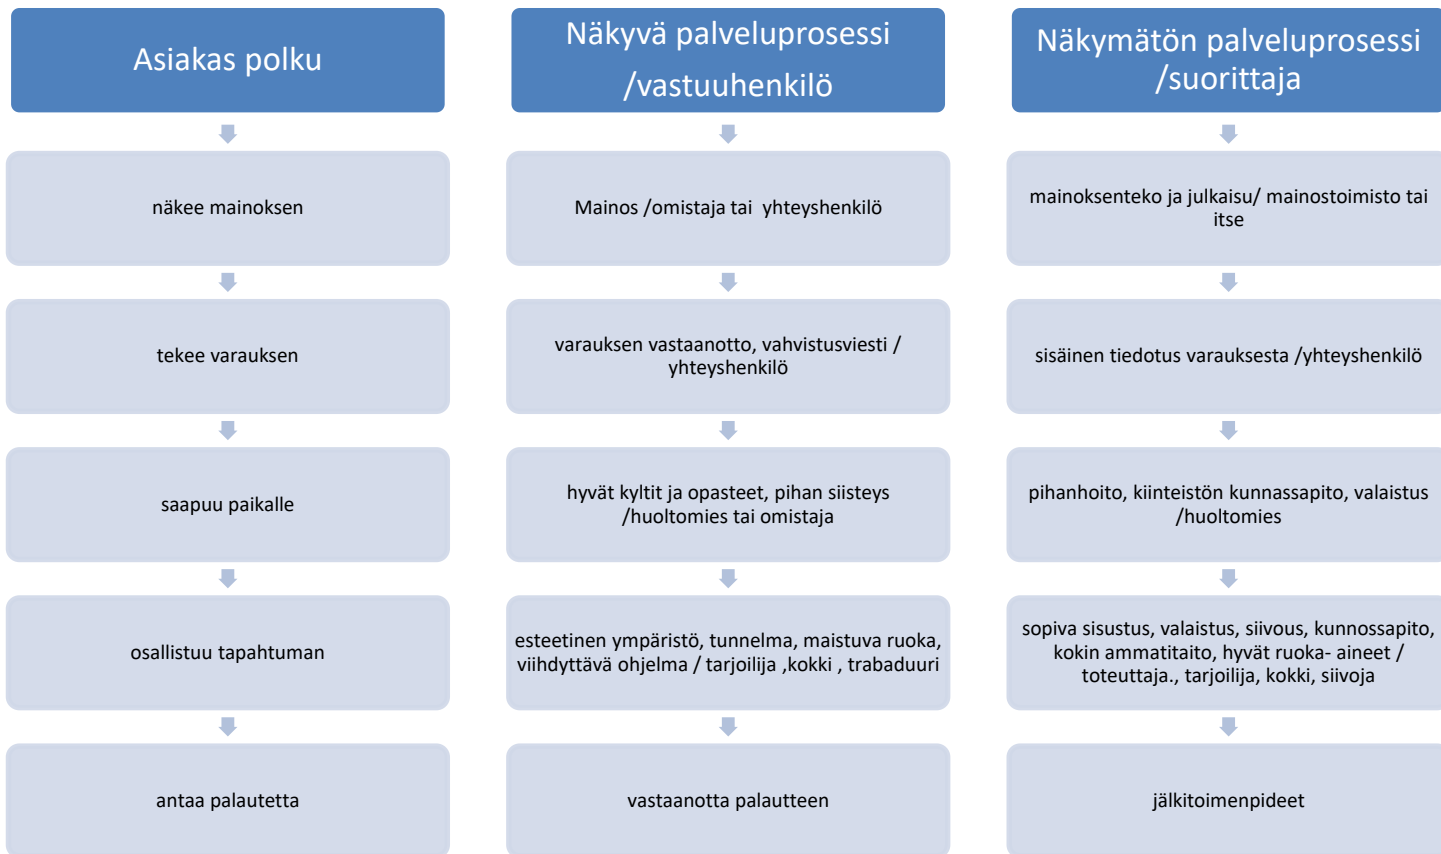 Asiakas polku
näkee mainoksen
tekee varauksen
saapuu paikalle
osallistuu tapahtuman
antaa palautetta
Näkyvä palveluprosessi
/vastuuhenkilö
Mainos /omistaja tai  yhteyshenkilö
varauksen vastaanotto, vahvistusviesti /
yhteyshenkilö
hyvät kyltit ja opasteet, pihan siisteys
/huoltomies tai omistaja
esteetinen ympäristö, tunnelma, maistuva ruoka,
viihdyttävä ohjelma / tarjoilija ,kokki , trabaduuri
vastaanotta palautteen
Näkymätön palveluprosessi
/suorittaja
mainoksenteko ja julkaisu/ mainostoimisto tai
itse
sisäinen tiedotus varauksesta /yhteyshenkilö
pihanhoito, kiinteistön kunnassapito, valaistus
/huoltomies
sopiva sisustus, valaistus, siivous, kunnossapito,
kokin ammatitaito, hyvät ruoka- aineet /
toteuttaja., tarjoilija, kokki, siivoja
jälkitoimenpideet